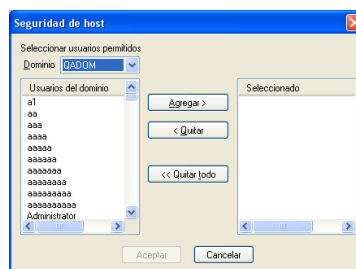 Seguridad de host
Seleccionar usuarios permitidos
Dominio QADOM
Usuarios del dominio
a1
aa
aaa
aaaa
aaaaa
aaaaaa
aaaaaaa
aaaaaaaa
aaaaaaaaa
aaaaaaaaaa
Administrator
Agregar >
< Quitar
<< Quitar todo
Seleccionado
Aceptar
Cancelar